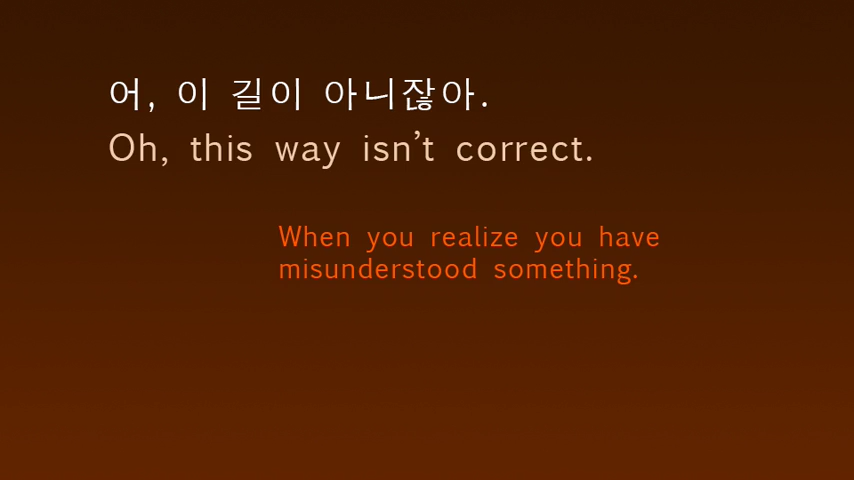 어, 이 길이 아니잖아.
Oh, this way isn’t correct.
When you realize you have
misunderstood something.